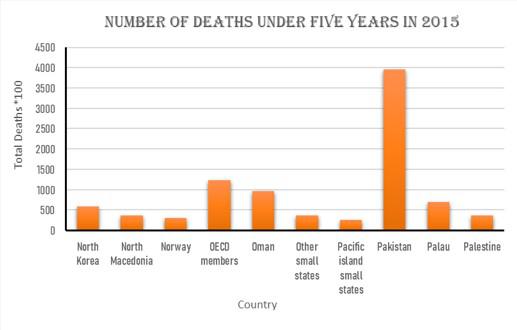 NUMBER OF DEATHS UNDER FIVE YEARS IN 2015
Total Deaths *100
4500
4000
3500
3000
2500
2000
1500
1000
500
0
North Korea
North Macedonia
Norway
OECD members
Oman
Other small states
Pacific island small states
Pakistan
Palau
Palestine
Country